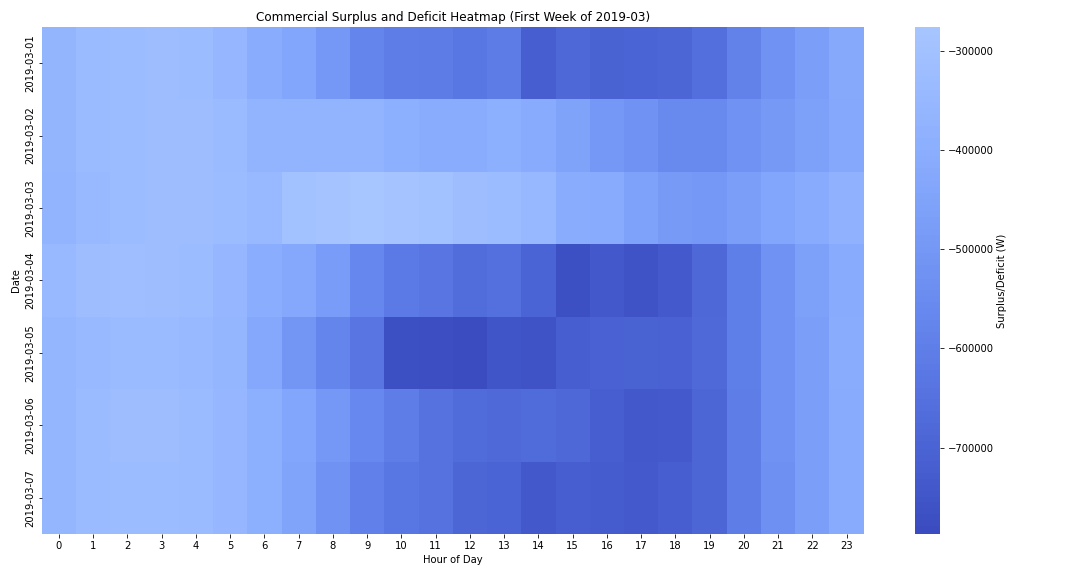 Commercial Surplus and Deficit Heatmap (First Week of 2019-03)
2019-03-01
2019-03-02
2019-03-03
2019-03-04
2019-03-05
2019-03-06
2019-03-07
Date
0 1 2 3 4 5 6 7 8 9 10 11 12 13 14 15 16 17 18 19 20 21 22 23
Hour of Day
−300000
−400000
−500000
−600000
−700000
Surplus/Deficit (W)